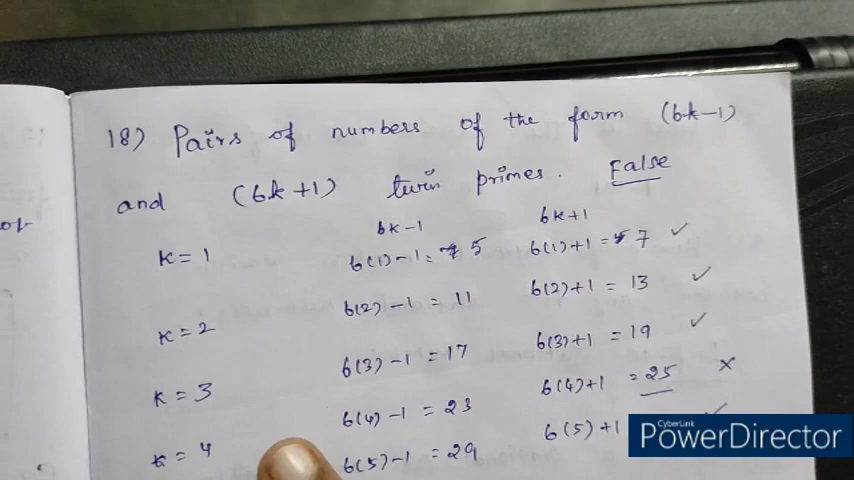 18) Pairs of numbers of the form (6k-1)
and (6k+1) twin primes. False
6k-1 6k+1
K = 1 6(1)-1 = 5 6(1)+1 = 7 ✓
K = 2 6(2)-1 = 11 6(2)+1 = 13 ✓
K = 3 6(3)-1 = 17 6(3)+1 = 19 ✓
K = 4 6(4)-1 = 23 6(4)+1 = 25 ×
6(5)-1 = 29 6(5)+1
or
CyberLink
PowerDirector